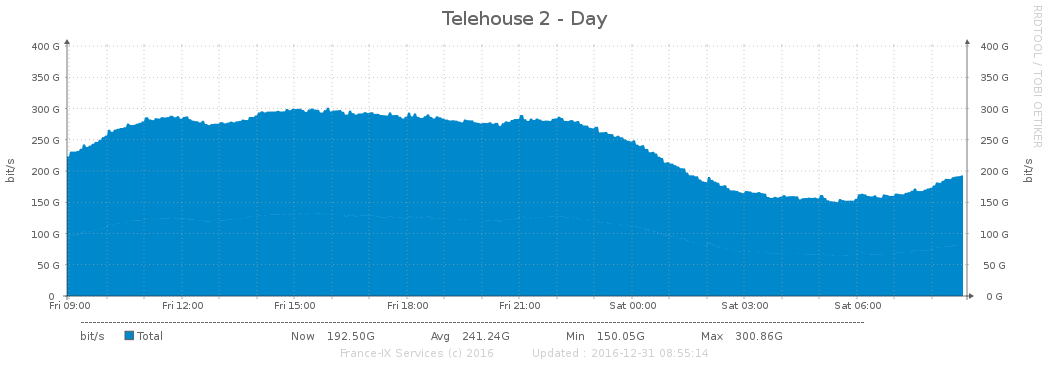 Telehouse 2 - Day
RRDTOOL / TOBI OETIKER
400 G 400 G
350 G 350 G
300 G 300 G
250 G 250 G
200 G 200 G
150 G 150 G
100 G 100 G
50 G 50 G
0 0 G
bit/s bit/s
Fri 09:00 Fri 12:00 Fri 15:00 Fri 18:00 Fri 21:00 Sat 00:00 Sat 03:00 Sat 06:00
bit/s Total Now 192.50G Avg 241.24G Min 150.05G Max 300.86G
France-IX Services (c) 2016 Updated : 2016-12-31 08:55:14